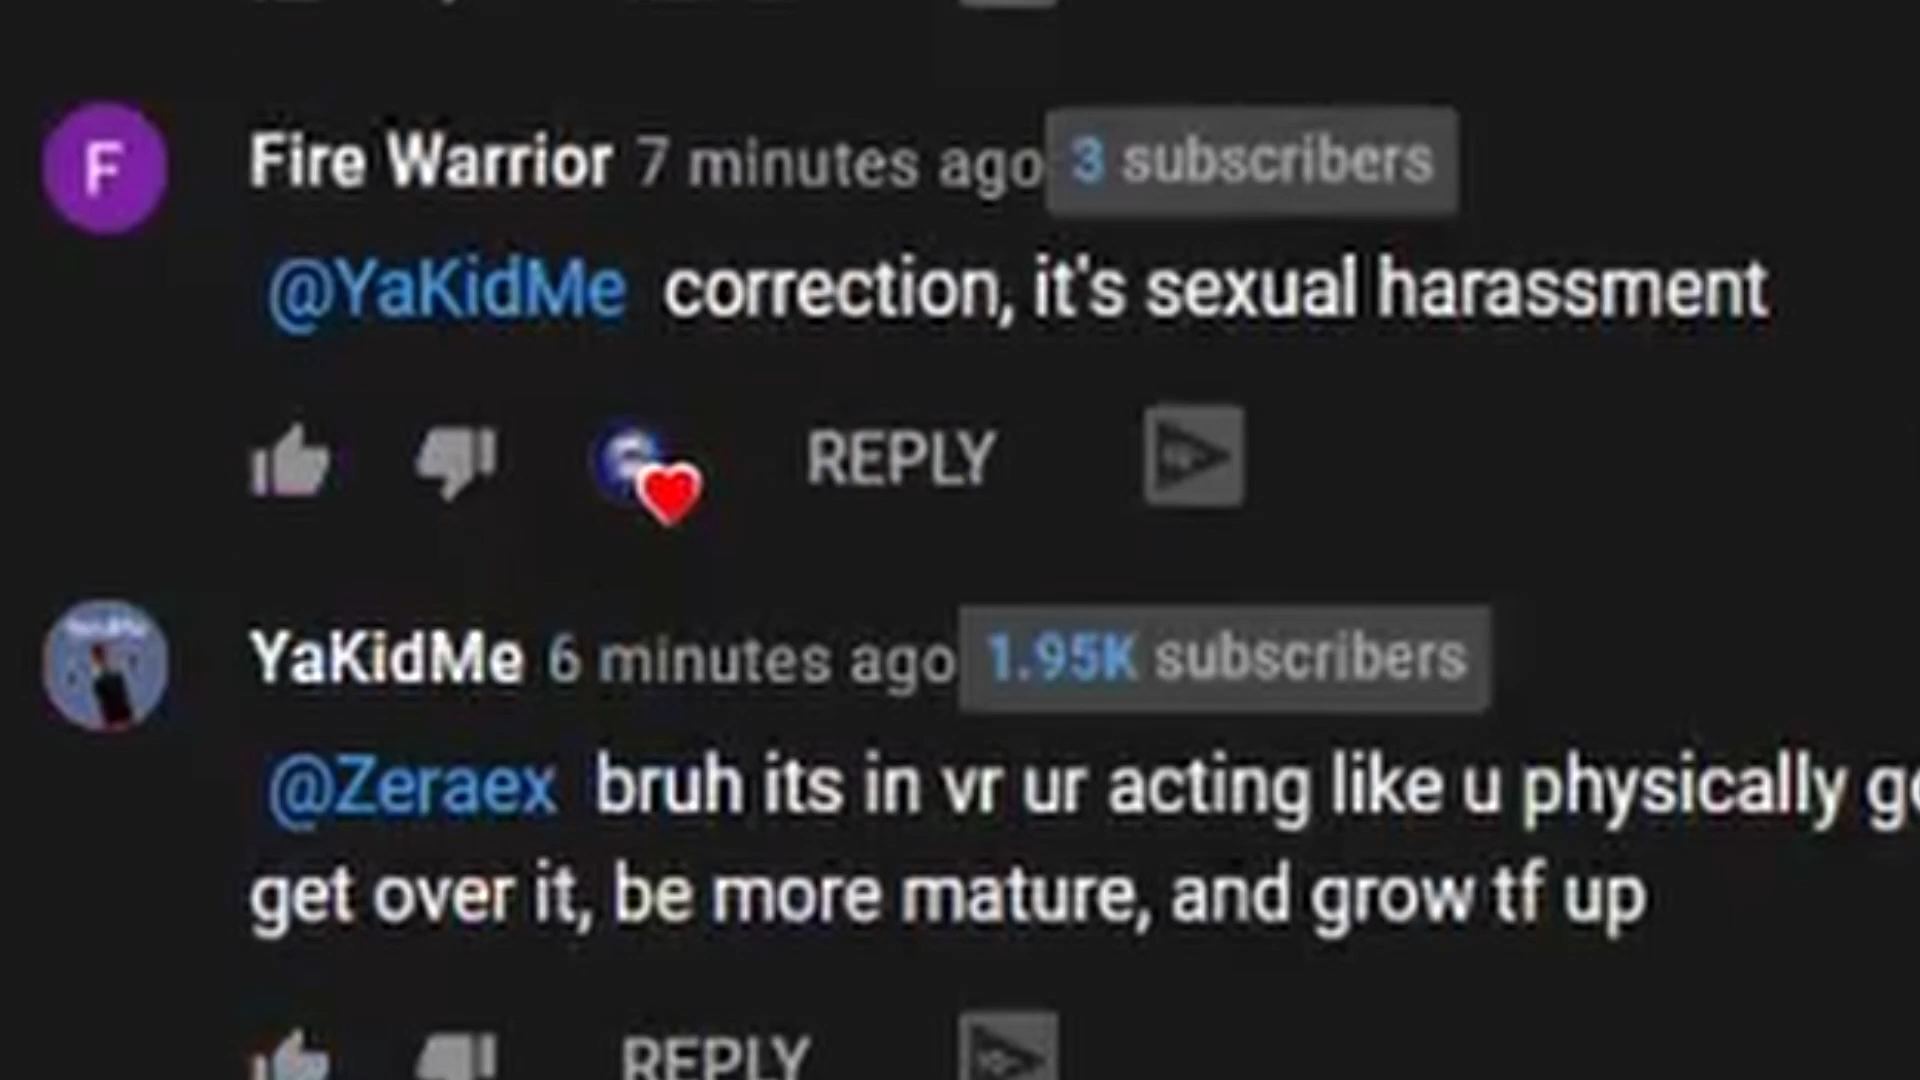 F
Fire Warrior 7 minutes ago 3 subscribers
@YaKidMe correction, it's sexual harassment
REPLY
YaKidMe 6 minutes ago 1.95K subscribers
@Zeraex bruh its in vr ur acting like u physically
get over it, be more mature, and grow tf up
REPLY